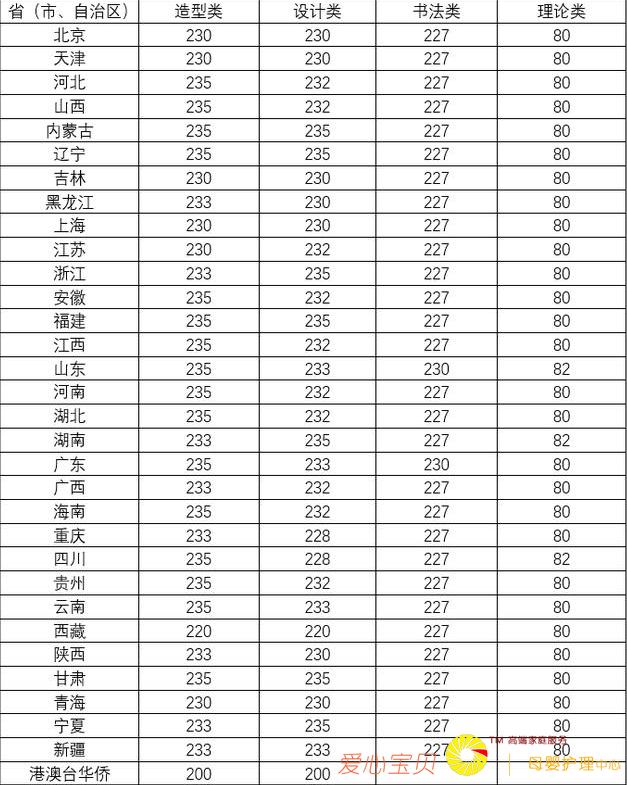 省（市、自治区） 造型类 设计类 书法类 理论类
北京 230 230 227 80
天津 230 230 227 80
河北 235 232 227 80
山西 235 232 227 80
内蒙古 235 235 227 80
辽宁 235 235 227 80
吉林 230 230 227 80
黑龙江 233 230 227 80
上海 230 230 227 80
江苏 230 232 227 80
浙江 233 235 227 80
安徽 235 232 227 80
福建 235 235 227 80
江西 235 232 227 80
山东 235 233 230 82
河南 235 232 227 80
湖北 235 232 227 80
湖南 233 235 227 82
广东 235 233 230 80
广西 233 232 227 80
海南 235 232 227 80
重庆 233 228 227 80
四川 235 228 227 82
贵州 235 232 227 80
云南 235 233 227 80
西藏 220 220 227 80
陕西 233 230 227 80
甘肃 235 235 227 80
青海 230 230 227 80
宁夏 233 235 227 80
新疆 233 233 227 80
港澳台华侨 200 200
爱心宝贝 TM 高端家庭服务
母婴护理中心